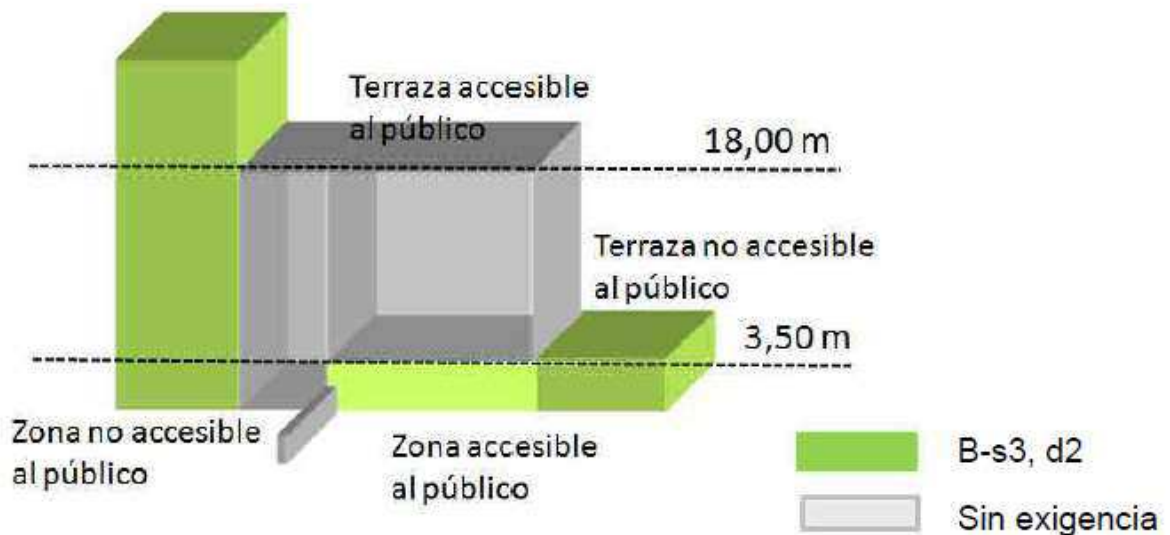 Terraza accesible
al público
18,00 m
Terraza no accesible
al público
3,50 m
Zona no accesible
al público
Zona accesible
al público
B-s3, d2
Sin exigencia